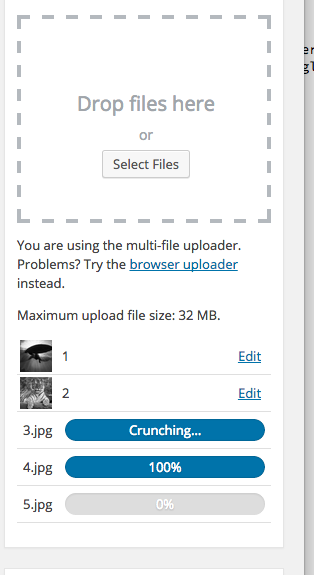 Drop files here
or
Select Files
You are using the multi-file uploader.
Problems? Try the browser uploader
instead.
Maximum upload file size: 32 MB.
1 Edit
2 Edit
3.jpg Crunching...
4.jpg 100%
5.jpg 0%